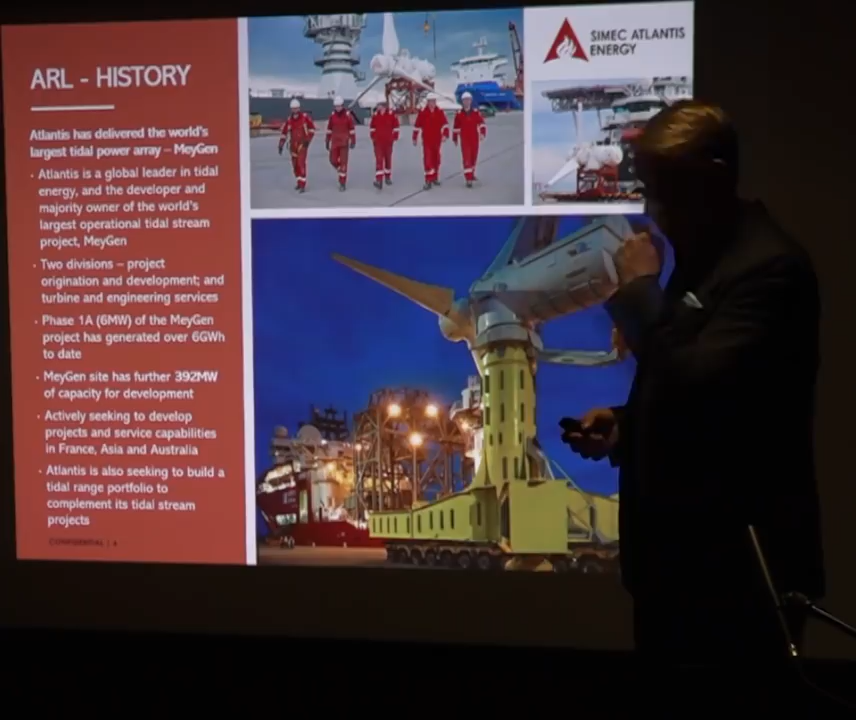 ARL - HISTORY
Atlantis has delivered the world's
largest tidal power array – MeyGen
• Atlantis is a global leader in tidal
energy, and the developer and
majority owner of the world's
largest operational tidal stream
project, MeyGen
• Two divisions – project
origination and development; and
turbine and engineering services
• Phase 1A (6MW) of the MeyGen
project has generated over 6GWh
to date
• MeyGen site has further 392MW
of capacity for development
• Actively seeking to develop
projects and service capabilities
in France, Asia and Australia
• Atlantis is also seeking to build a
tidal range portfolio to
complement its tidal stream
projects
CONFIDENTIAL |
SIMEC ATLANTIS
ENERGY